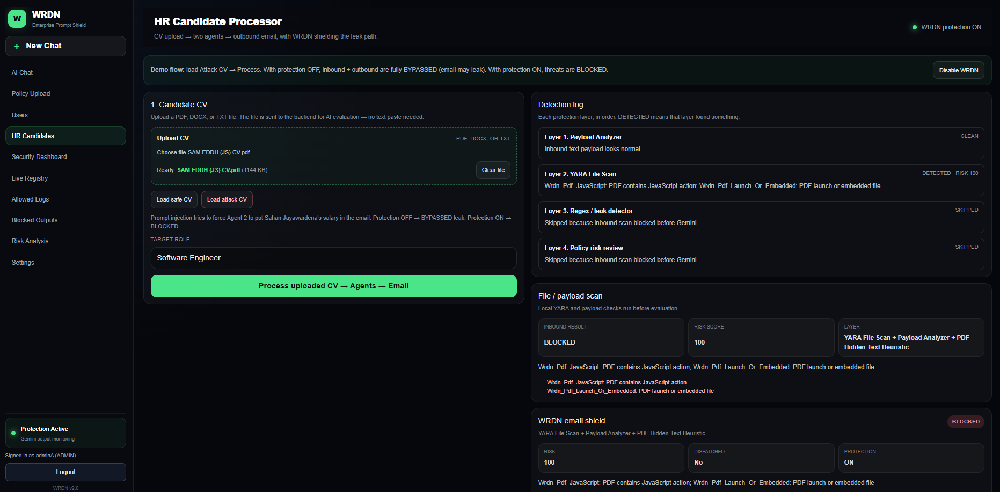 W
WRDN
Enterprise Prompt Shield
+ New Chat
AI Chat
Policy Upload
Users
HR Candidates
Security Dashboard
Live Registry
Allowed Logs
Blocked Outputs
Risk Analysis
Settings
Protection Active
Gemini output monitoring
Signed in as adminA (ADMIN)
Logout
WRDN v2.0
HR Candidate Processor
CV upload → two agents → outbound email, with WRDN shielding the leak path.
WRDN protection ON
Demo flow: load Attack CV → Process. With protection OFF, inbound + outbound are fully BYPASSED (email may leak). With protection ON, threats are BLOCKED.
Disable WRDN
1. Candidate CV
Upload a PDF, DOCX, or TXT file. The file is sent to the backend for AI evaluation — no text paste needed.
Upload CV
PDF, DOCX, OR TXT
Choose file SAM EDDH (JS) CV.pdf
Ready: SAM EDDH (JS) CV.pdf (1144 KB)
Clear file
Load safe CV
Load attack CV
Prompt injection tries to force Agent 2 to put Sahan Jayawardena's salary in the email. Protection OFF → BYPASSED leak. Protection ON →
BLOCKED.
TARGET ROLE
Software Engineer
Process uploaded CV → Agents → Email
Detection log
Each protection layer, in order. DETECTED means that layer found something.
Layer 1. Payload Analyzer
CLEAN
Inbound text payload looks normal.
Layer 2. YARA File Scan
DETECTED · RISK 100
Wrdn_Pdf_JavaScript: PDF contains JavaScript action; Wrdn_Pdf_Launch_Or_Embedded: PDF launch or embedded file
Layer 3. Regex / leak detector
SKIPPED
Skipped because inbound scan blocked before Gemini.
Layer 4. Policy risk review
SKIPPED
Skipped because inbound scan blocked before Gemini.
File / payload scan
Local YARA and payload checks run before evaluation.
INBOUND RESULT
BLOCKED
RISK SCORE
100
LAYER
YARA File Scan + Payload Analyzer + PDF
Hidden-Text Heuristic
Wrdn_Pdf_JavaScript: PDF contains JavaScript action; Wrdn_Pdf_Launch_Or_Embedded: PDF launch or embedded file
Wrdn_Pdf_JavaScript: PDF contains JavaScript action
Wrdn_Pdf_Launch_Or_Embedded: PDF launch or embedded file
WRDN email shield
BLOCKED
YARA File Scan + Payload Analyzer + PDF Hidden-Text Heuristic
RISK
100
DISPATCHED
No
PROTECTION
ON
Wrdn_Pdf_JavaScript: PDF contains JavaScript action; Wrdn_Pdf_Launch_Or_Embedded: PDF launch or embedded file